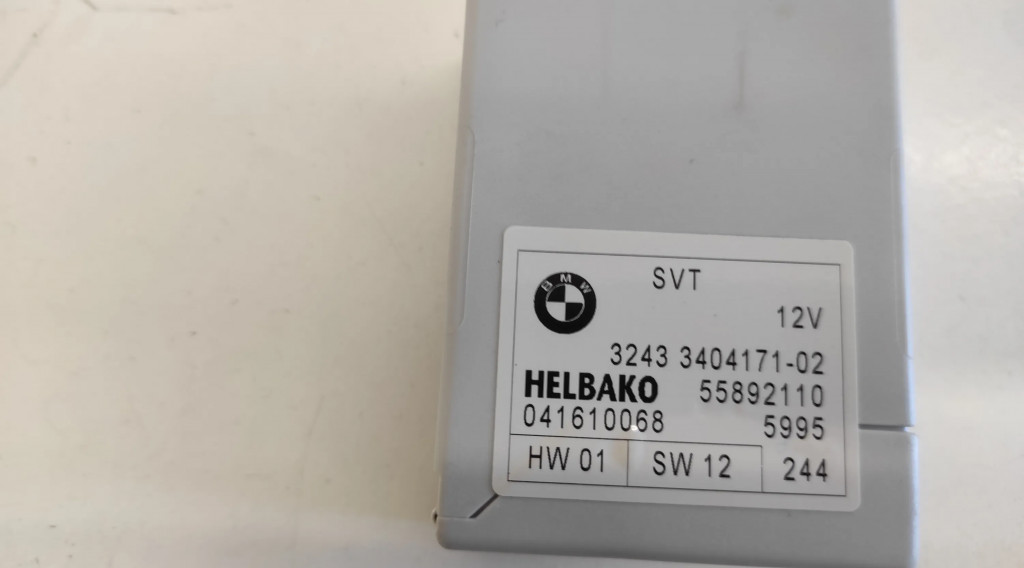 SVT
BMW
12V
3243 3404171-02
HELBAKO 55892110
041610068 5995
HW 01 SW 12 244